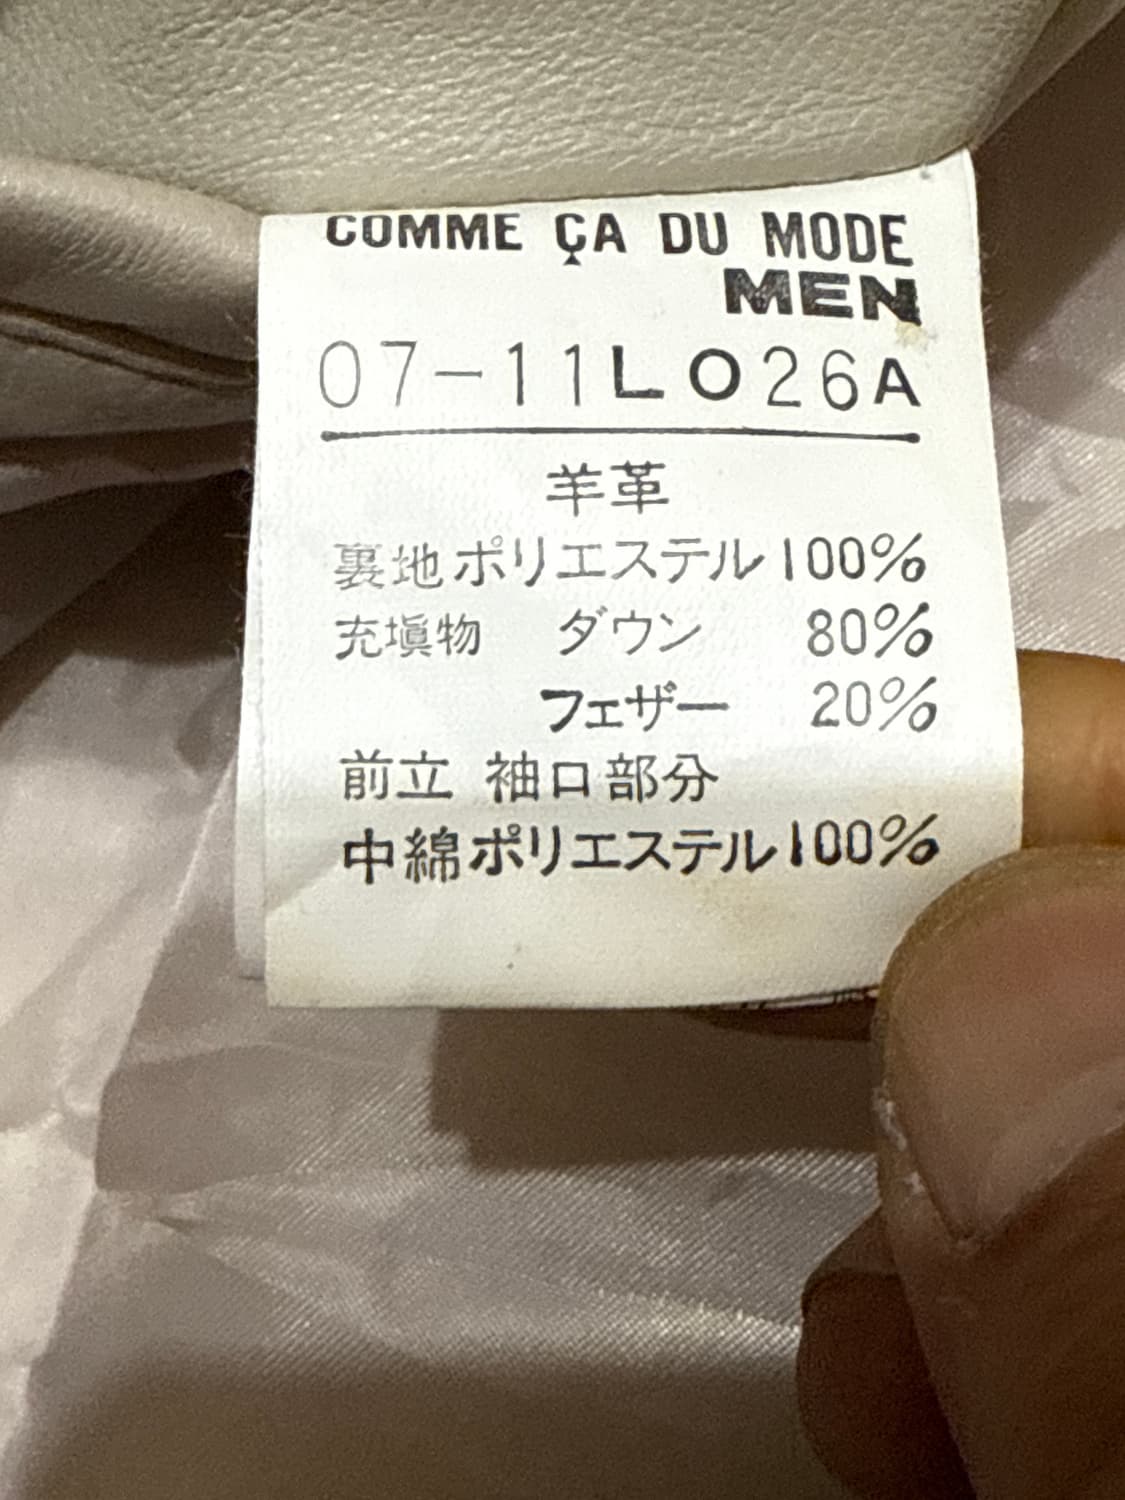 COMME ÇA DU MODE
MEN
07-11LO26A
羊革
裏地ポリエステル100%
充塡物 ダウン 80%
フェザー 20%
前立 袖口部分
中綿ポリエステル100%